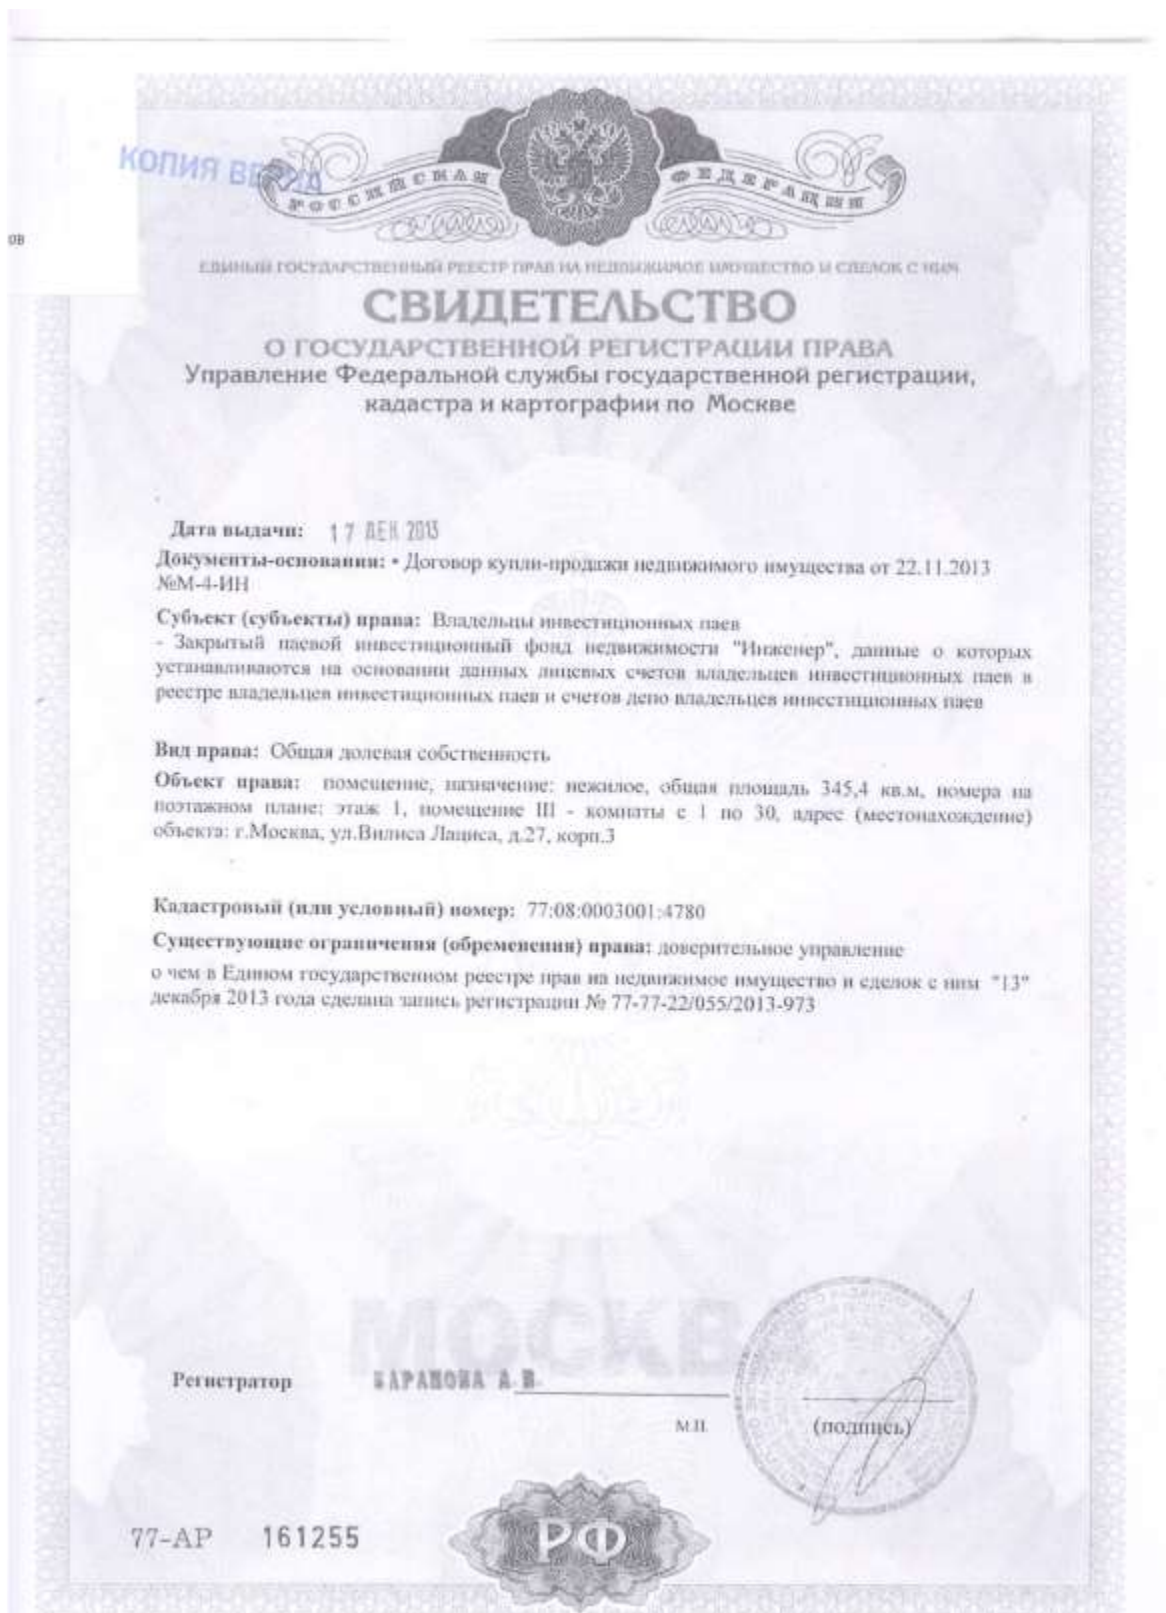 КОПИЯ ВЕРНА
РОССИЙСКАЯ ФЕДЕРАЦИЯ
ов
ЕДИНЫЙ ГОСУДАРСТВЕННЫЙ РЕЕСТР ПРАВ НА НЕДВИЖИМОЕ ИМУЩЕСТВО И СДЕЛОК С НИМ
СВИДЕТЕЛЬСТВО
О ГОСУДАРСТВЕННОЙ РЕГИСТРАЦИИ ПРАВА
Управление Федеральной службы государственной регистрации,
кадастра и картографии по Москве
Дата выдачи: 17 ДЕК 2013
Документы-основания: • Договор купли-продажи недвижимого имущества от 22.11.2013
№М-4-ИН
Субъект (субъекты) права: Владельцы инвестиционных паев
- Закрытый паевой инвестиционный фонд недвижимости "Инженер", данные о которых
устанавливаются на основании данных лицевых счетов владельцев инвестиционных паев в
реестре владельцев инвестиционных паев и счетов депо владельцев инвестиционных паев
Вид права: Общая долевая собственность
Объект права: помещение, назначение: нежилое, общая площадь 345,4 кв.м, номера на
поэтажном плане: этаж 1, помещение III - комнаты с 1 по 30, адрес (местонахождение)
объекта: г.Москва, ул.Вилиса Лациса, д.27, корп.3
Кадастровый (или условный) номер: 77:08:0003001:4780
Существующие ограничения (обременения) права: доверительное управление
о чем в Едином государственном реестре прав на недвижимое имущество и сделок с ним "13"
декабря 2013 года сделана запись регистрации № 77-77-22/055/2013-973
МОСКВ
Регистратор БАРАНОВА А.В.
М.П.
(подпись)
77-АР 161255
РФ